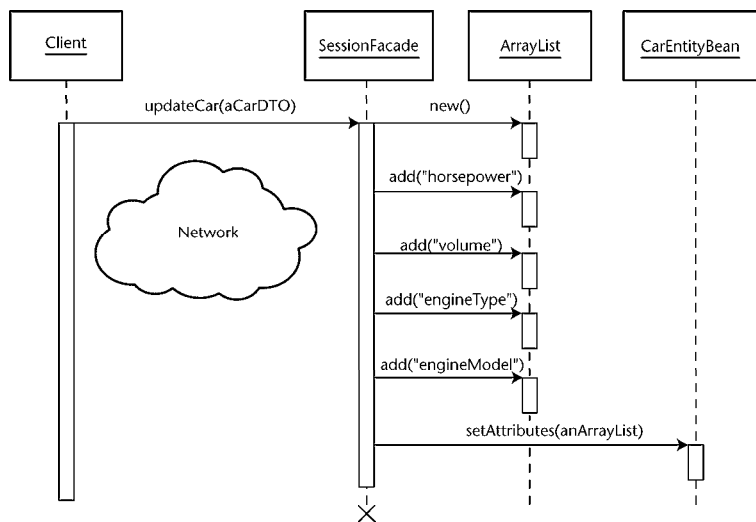 Client
SessionFacade
ArrayList
CarEntityBean
updateCar(aCarDTO)
new()
add("horsepower")
Network
add("volume")
add("engineType")
add("engineModel")
setAttributes(anArrayList)